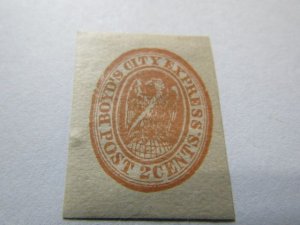 BOYD'S CITY EXPRESS.
POST 2 CENTS.